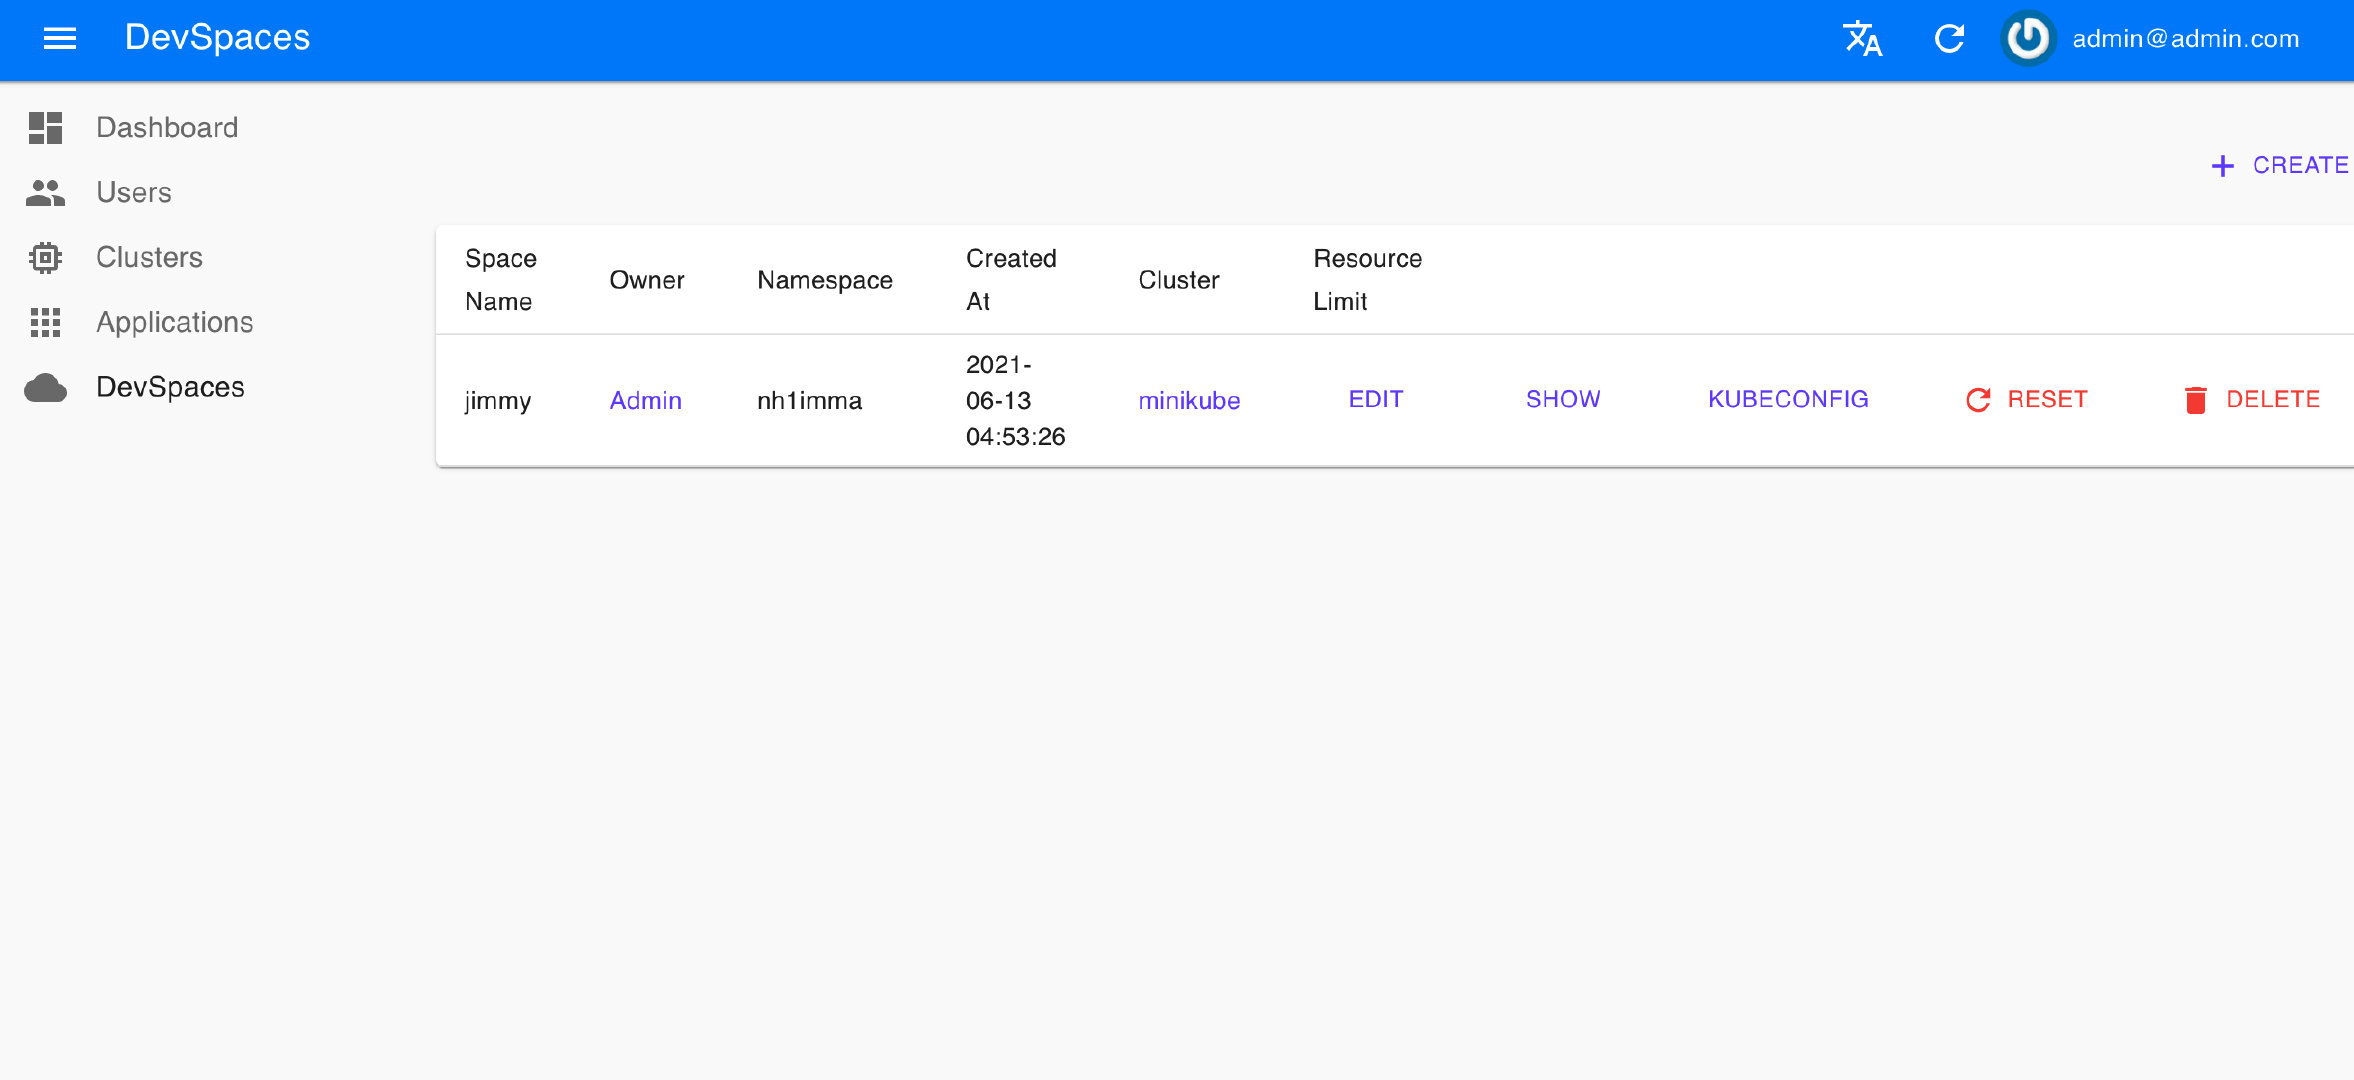 DevSpaces
admin@admin.com
Dashboard
Users
Clusters
Applications
DevSpaces
CREATE
Space
Name
Owner
Namespace
Created
At
Cluster
Resource
Limit
jimmy
Admin
nh1imma
2021-
06-13
04:53:26
minikube
EDIT
SHOW
KUBECONFIG
RESET
DELETE